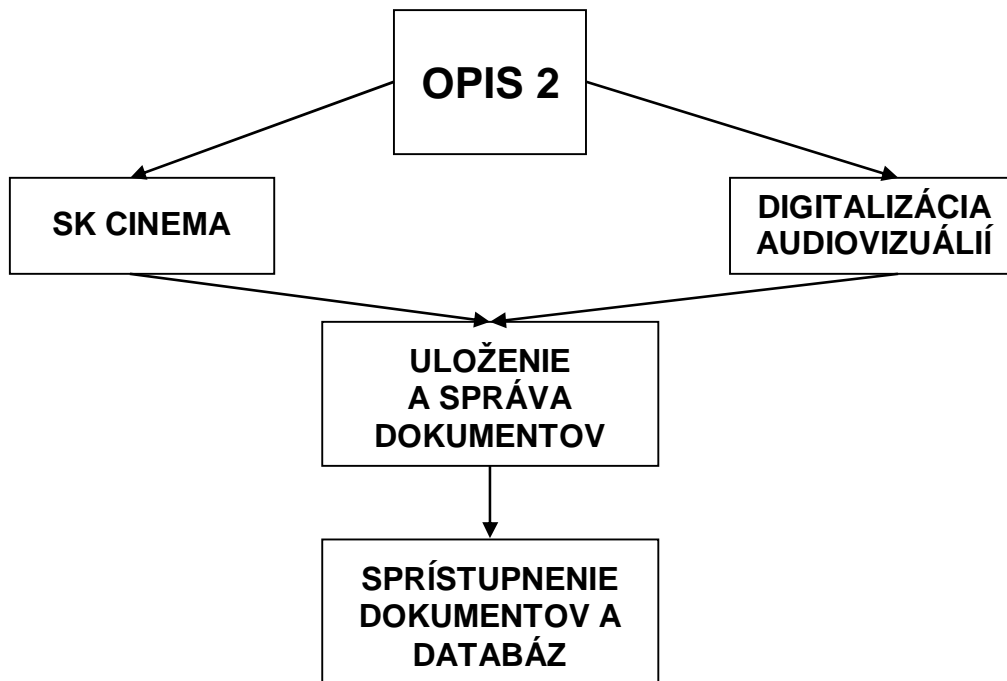 OPIS 2
SK CINEMA
DIGITALIZÁCIA
AUDIOVIZUÁLIÍ
ULOŽENIE
A SPRÁVA
DOKUMENTOV
SPRÍSTUPNENIE
DOKUMENTOV A
DATABÁZ